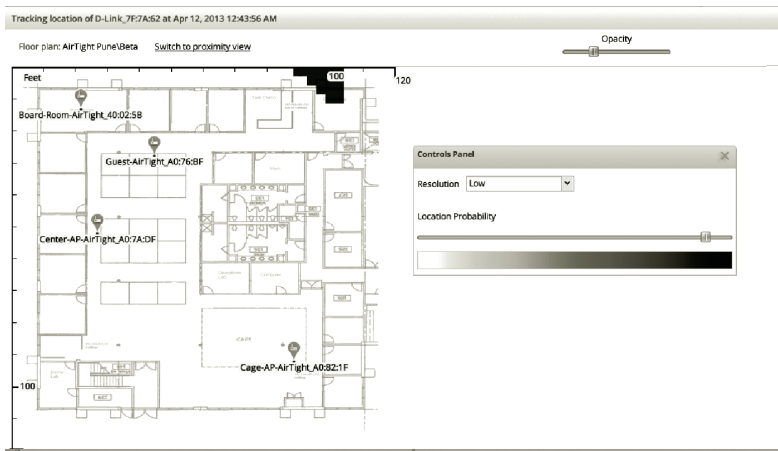 Tracking location of D-Link_7F:7A:62 at Apr 12, 2013 12:43:56 AM
Floor plan: AirTight Pune\Beta Switch to proximity view
Opacity
Feet
100
120
Board-Room-AirTight_40:02:5B
Guest-AirTight_A0:76:BF
Controls Panel
Resolution Low
Location Probability
Center-AP-AirTight_A0:7A:DF
CAGE
Cage-AP-AirTight_A0:82:1F
100